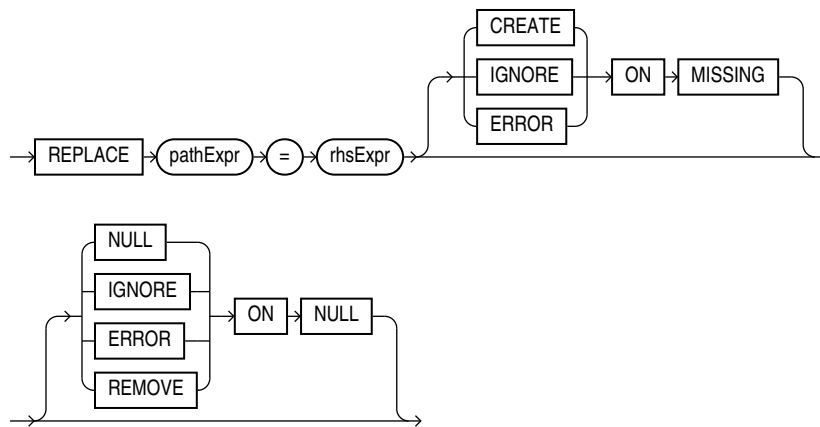 CREATE
IGNORE ON MISSING
ERROR
REPLACE pathExpr = rhsExpr
NULL
IGNORE
ON NULL
ERROR
REMOVE